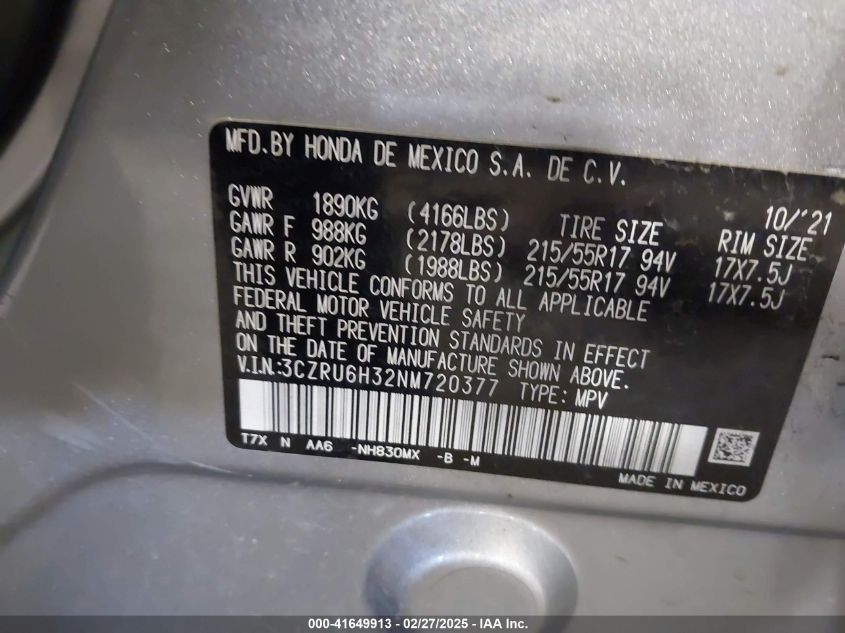 MFD.BY HONDA DE MEXICO S.A. DE C.V.
10/'21
GVWR 1890KG (4166LBS) TIRE SIZE RIM SIZE
GAWR F 988KG (2178LBS) 215/55R17 94V 17X7.5J
GAWR R 902KG (1988LBS) 215/55R17 94V 17X7.5J
THIS VEHICLE CONFORMS TO ALL APPLICABLE
FEDERAL MOTOR VEHICLE SAFETY
AND THEFT PREVENTION STANDARDS IN EFFECT
ON THE DATE OF MANUFACTURE SHOWN ABOVE.
V.I.N.:3CZRU6H32NM720377 TYPE: MPV
T7X N AA6 -NH830MX -B -M
MADE IN MEXICO
000-41649913 - 02/27/2025 - IAA Inc.